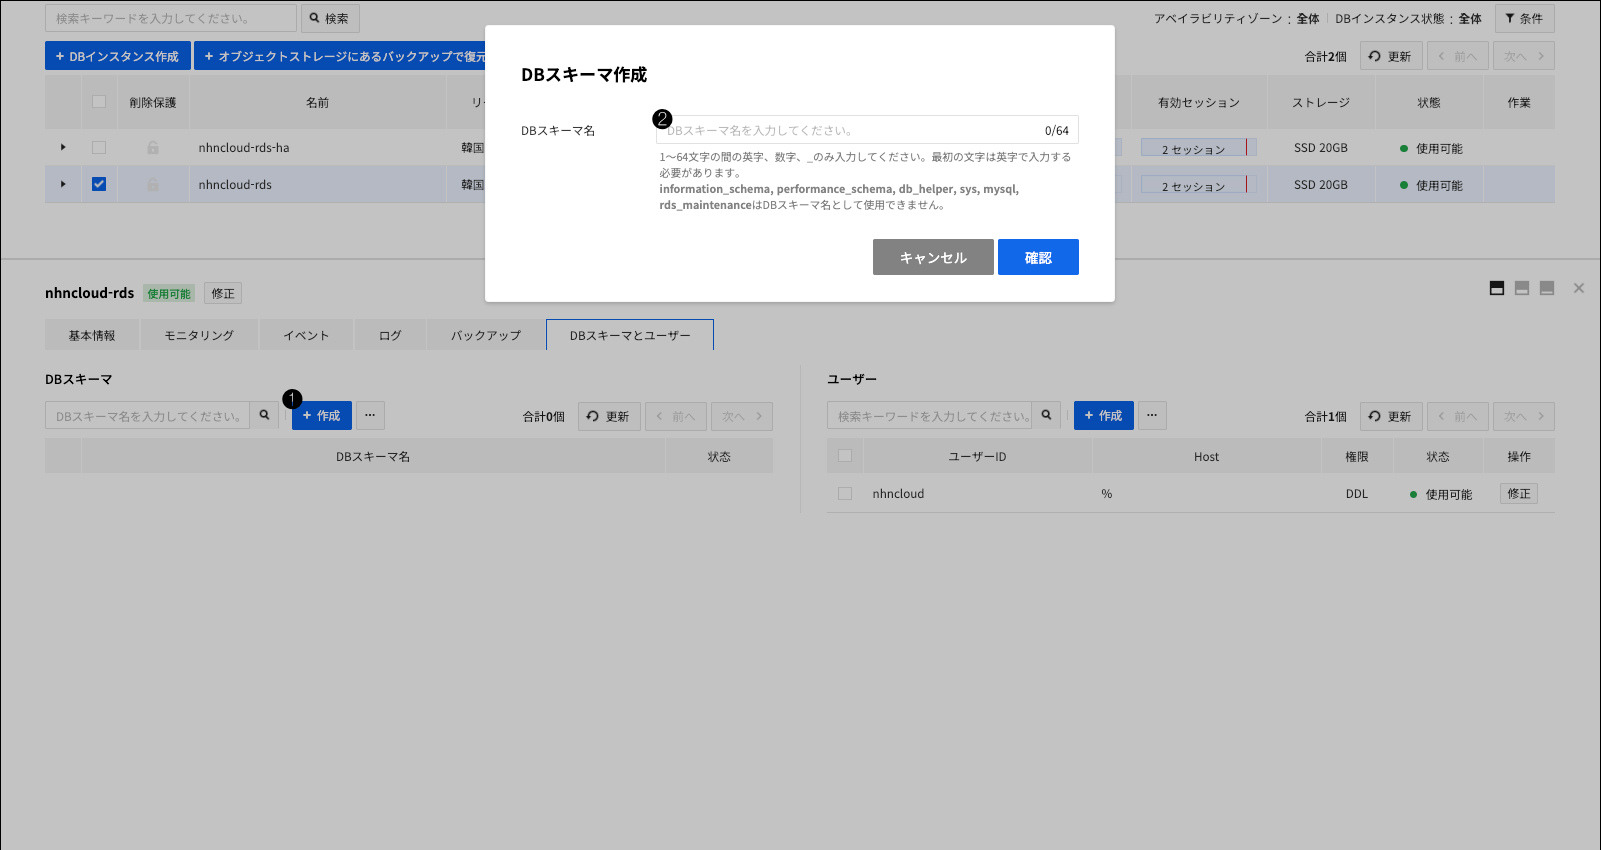 検索キーワードを入力してください。
検索
アベイラビリティゾーン : 全体
DBインスタンス状態 : 全体
条件
+ DBインスタンス作成
+ オブジェクトストレージにあるバックアップで復元
合計2個
更新
前へ
次へ
削除保護
名前
リー
有効セッション
ストレージ
状態
作業
nhncloud-rds-ha
韓国
2 セッション
SSD 20GB
使用可能
nhncloud-rds
韓国
2 セッション
SSD 20GB
使用可能
DBスキーマ作成
DBスキーマ名
2
DBスキーマ名を入力してください。
0/64
1～64文字の間の英字、数字、_のみ入力してください。最初の文字は英字で入力する
必要があります。
information_schema, performance_schema, db_helper, sys, mysql,
rds_maintenanceはDBスキーマ名として使用できません。
キャンセル
確認
nhncloud-rds
使用可能
修正
基本情報
モニタリング
イベント
ログ
バックアップ
DBスキーマとユーザー
DBスキーマ
DBスキーマ名を入力してください。
1
+ 作成
...
合計0個
更新
前へ
次へ
DBスキーマ名
状态
ユーザー
検索キーワードを入力してください。
+ 作成
...
合計1個
更新
前へ
次へ
ユーザーID
Host
権限
状态
操作
nhncloud
%
DDL
使用可能
修正